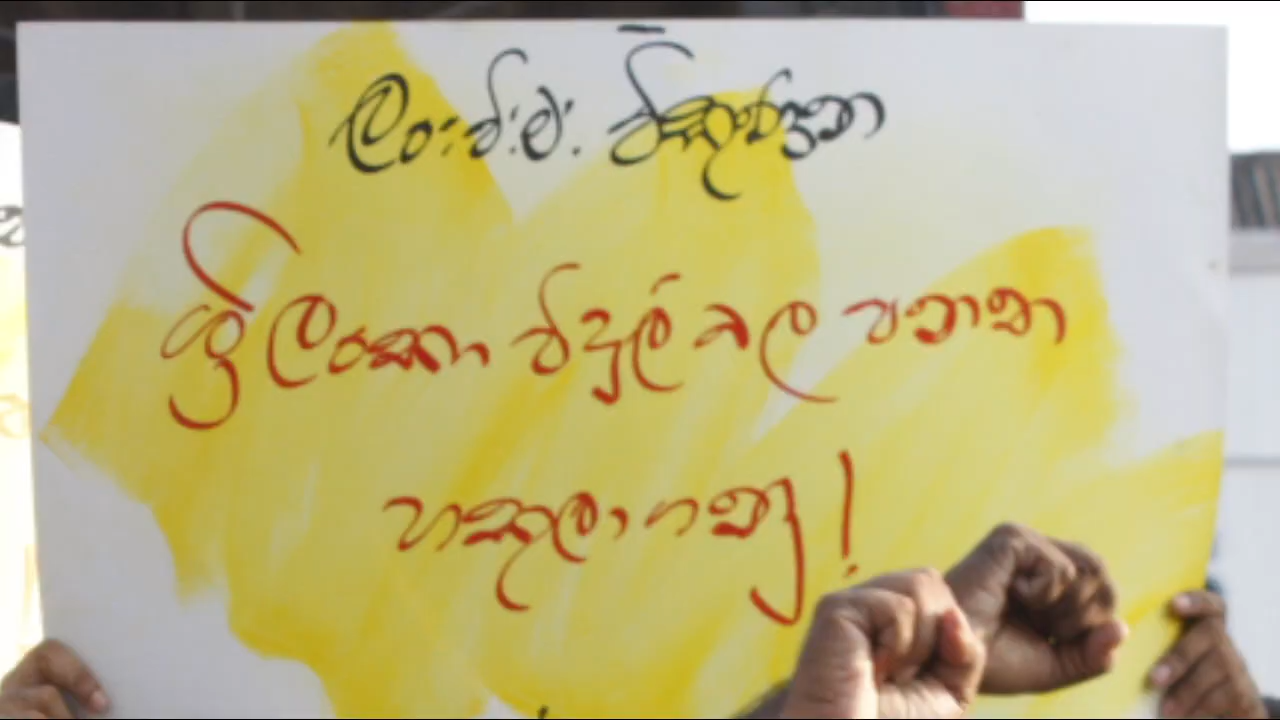 ලං.වි.ම. විකුණන
ශ්‍රී ලංකා විදුලි බල පනත
හකුලා ගනු!